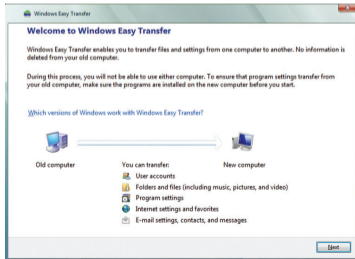 Windows Easy Transfer
Welcome to Windows Easy Transfer
Windows Easy Transfer enables you to transfer files and settings from one computer to another. No information is
deleted from your old computer.
During this process, you will not be able to use either computer. To ensure that program settings transfer from
your old computer, make sure the programs are installed on the new computer before you start.
Which versions of Windows work with Windows Easy Transfer?
Old computer
You can transfer:
New computer
User accounts
Folders and files (including music, pictures, and video)
Program settings
Internet settings and favorites
E-mail settings, contacts, and messages
Next